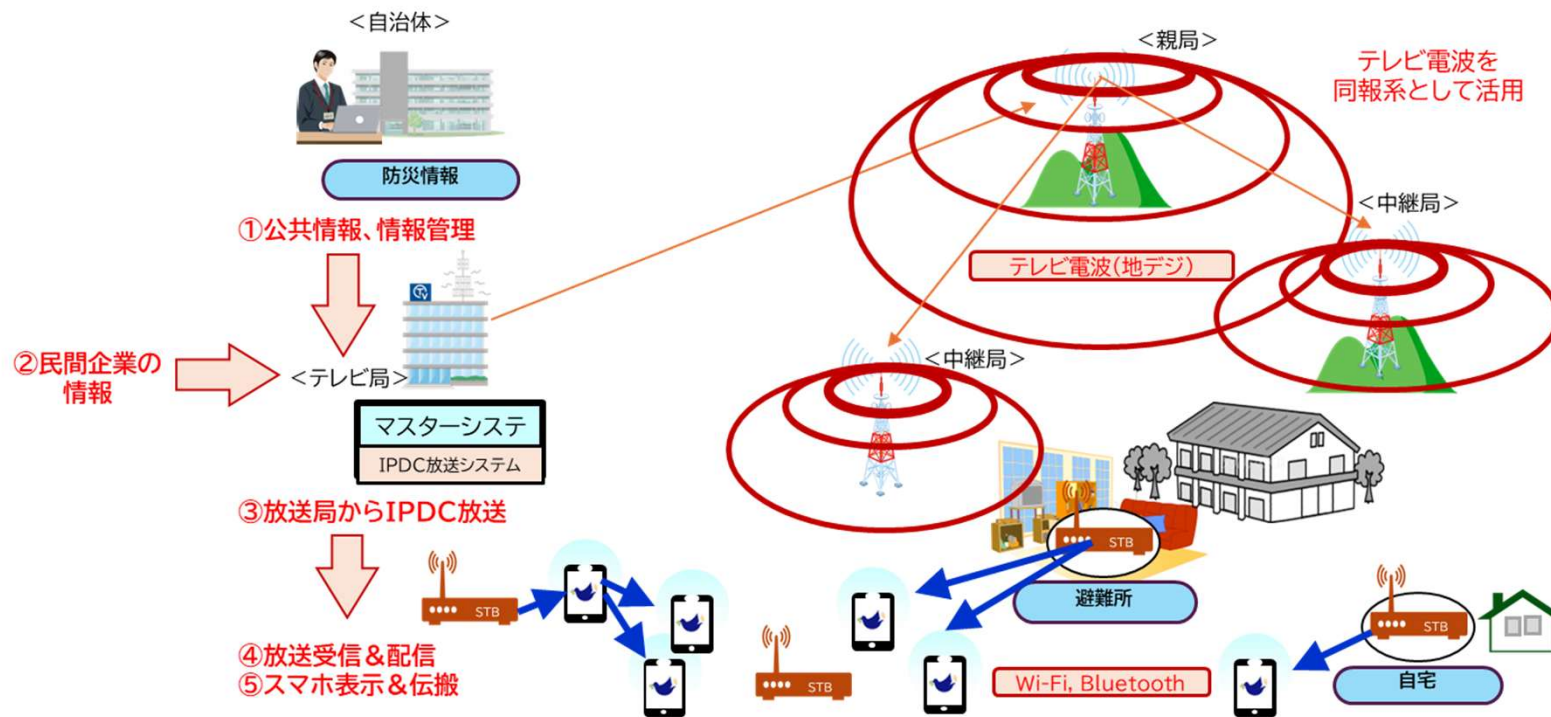 ＜自治体＞
防災情報
①公共情報、情報管理
②民間企業の
情報
＜テレビ局＞
マスターシステ
IPDC放送システム
③放送局からIPDC放送
④放送受信＆配信
⑤スマホ表示＆伝搬
＜親局＞
テレビ電波を
同報系として活用
＜中継局＞
テレビ電波(地デジ)
＜中継局＞
STB
STB
STB
避難所
Wi-Fi, Bluetooth
STB
自宅